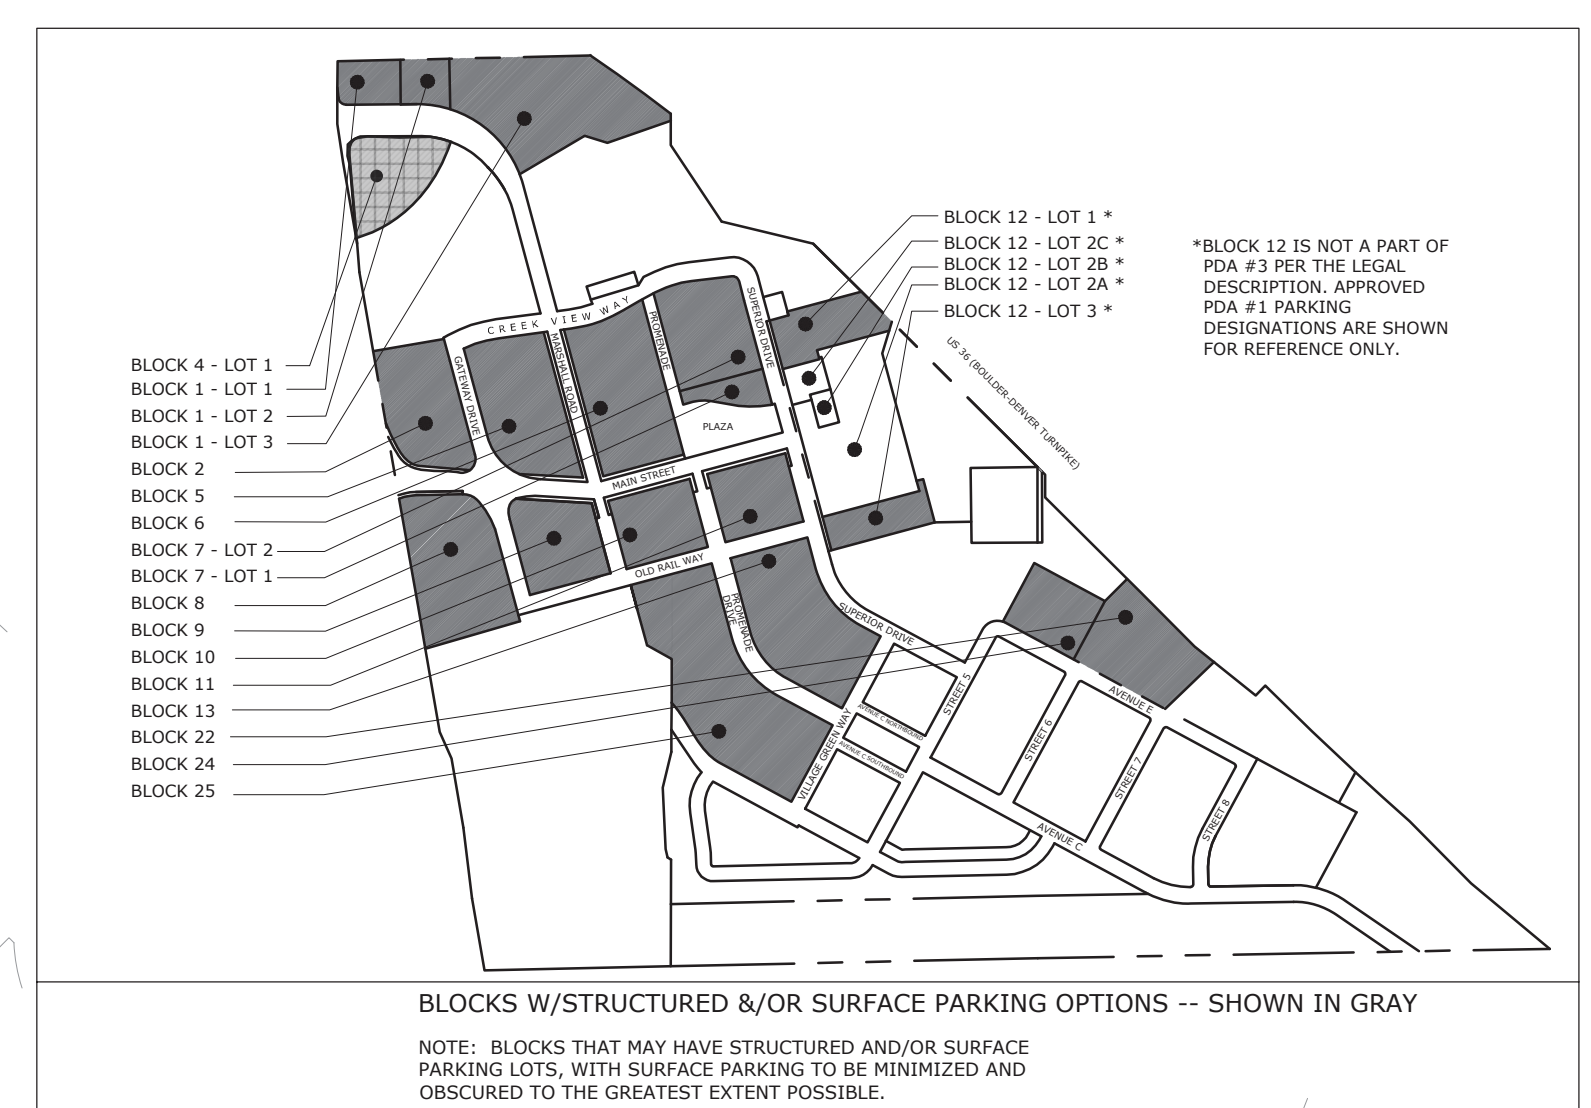 BLOCK 12 - LOT 1 *
BLOCK 12 - LOT 2C *
BLOCK 12 - LOT 2B *
BLOCK 12 - LOT 2A *
BLOCK 12 - LOT 3 *
*BLOCK 12 IS NOT A PART OF
PDA #3 PER THE LEGAL
DESCRIPTION. APPROVED
PDA #1 PARKING
DESIGNATIONS ARE SHOWN
FOR REFERENCE ONLY.
BLOCK 4 - LOT 1
BLOCK 1 - LOT 1
BLOCK 1 - LOT 2
BLOCK 1 - LOT 3
BLOCK 2
BLOCK 5
BLOCK 6
BLOCK 7 - LOT 2
BLOCK 7 - LOT 1
BLOCK 8
BLOCK 9
BLOCK 10
BLOCK 11
BLOCK 13
BLOCK 22
BLOCK 24
BLOCK 25
CREEK VIEW WAY
GATEWAY DRIVE
MARSHALL ROAD
PROMENADE
SUPERIOR DRIVE
US 36 (BOULDER-DENVER TURNPIKE)
PLAZA
MAIN STREET
OLD RAIL WAY
PROMENADE
DRIVE
SUPERIOR DRIVE
VILLAGE GREEN WAY
AVENUE C NORTHBOUND
AVENUE C SOUTHBOUND
STREET 5
STREET 6
STREET 7
STREET 8
AVENUE E
AVENUE C
BLOCKS W/STRUCTURED &/OR SURFACE PARKING OPTIONS -- SHOWN IN GRAY
NOTE: BLOCKS THAT MAY HAVE STRUCTURED AND/OR SURFACE
PARKING LOTS, WITH SURFACE PARKING TO BE MINIMIZED AND
OBSCURED TO THE GREATEST EXTENT POSSIBLE.